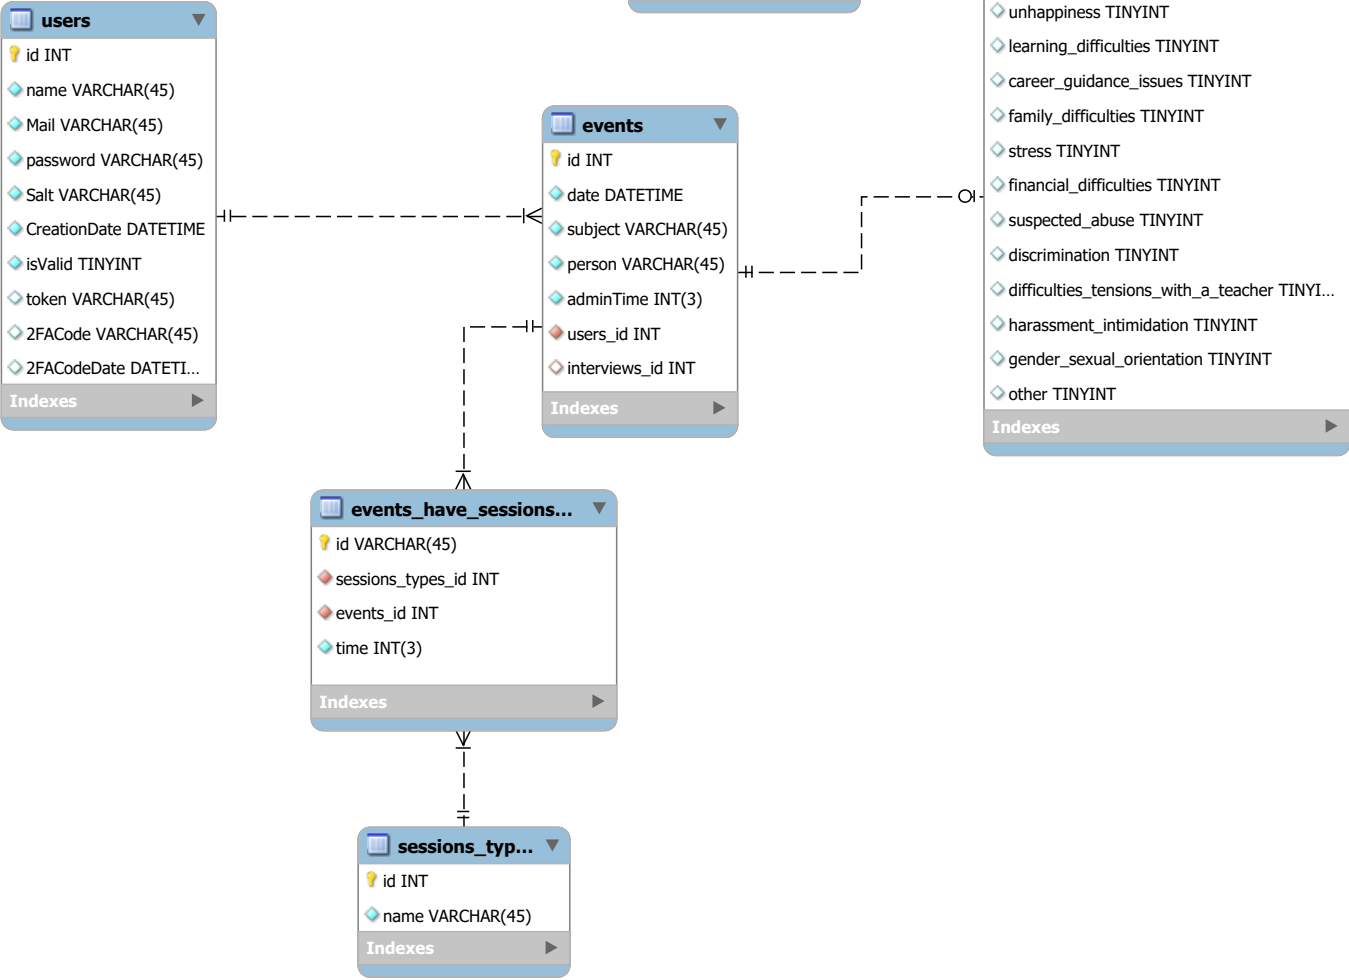 users
id INT
name VARCHAR(45)
Mail VARCHAR(45)
password VARCHAR(45)
Salt VARCHAR(45)
CreationDate DATETIME
isValid TINYINT
token VARCHAR(45)
2FACode VARCHAR(45)
2FACodeDate DATETI...
Indexes
events
id INT
date DATETIME
subject VARCHAR(45)
person VARCHAR(45)
adminTime INT(3)
users_id INT
interviews_id INT
Indexes
unhappiness TINYINT
learning_difficulties TINYINT
career_guidance_issues TINYINT
family_difficulties TINYINT
stress TINYINT
financial_difficulties TINYINT
suspected_abuse TINYINT
discrimination TINYINT
difficulties_tensions_with_a_teacher TINYI...
harassment_intimidation TINYINT
gender_sexual_orientation TINYINT
other TINYINT
Indexes
events_have_sessions...
id VARCHAR(45)
sessions_types_id INT
events_id INT
time INT(3)
Indexes
sessions_typ...
id INT
name VARCHAR(45)
Indexes